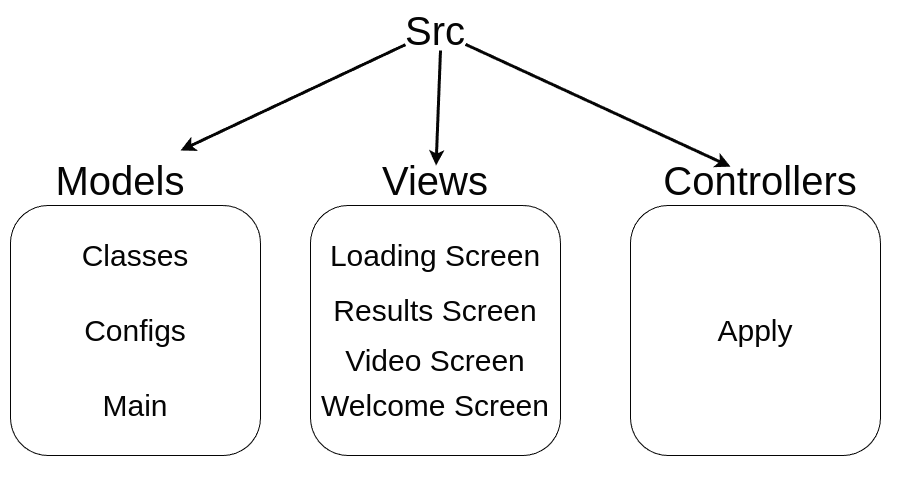 Src
Models
Views
Controllers
Classes
Configs
Main
Loading Screen
Results Screen
Video Screen
Welcome Screen
Apply